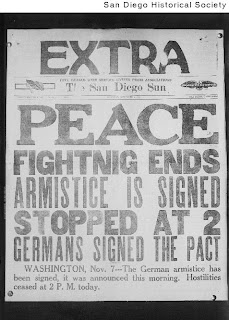 San Diego Historical Society
EXTRA
The San Diego Sun
PEACE
FIGHTNIG ENDS
ARMISTICE IS SIGNED
STOPPED AT 2
GERMANS SIGNED THE PACT
WASHINGTON, Nov. 7—The German armistice has
been signed, it was announced this morning. Hostilities
ceased at 2 P. M. today.